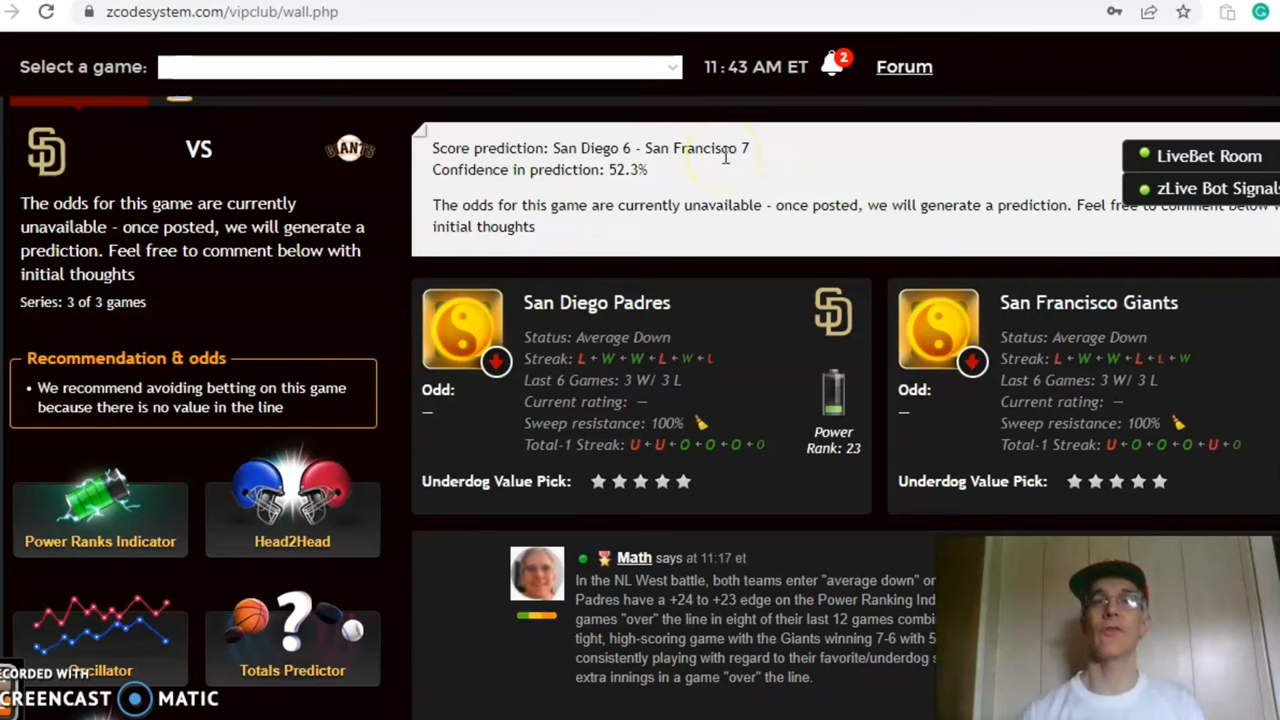 zcodesystem.com/vipclub/wall.php
Select a game:
11:43 AM ET
2
Forum
SD
VS
GIANTS
The odds for this game are currently
unavailable - once posted, we will generate a
prediction. Feel free to comment below with
initial thoughts
Series: 3 of 3 games
Recommendation & odds
• We recommend avoiding betting on this game
because there is no value in the line
Power Ranks Indicator
Head2Head
Oscillator
Totals Predictor
RECORDED WITH
SCREENCAST MATIC
Score prediction: San Diego 6 - San Francisco 7
Confidence in prediction: 52.3%
The odds for this game are currently unavailable - once posted, we will generate a prediction. Feel free to comment below w
initial thoughts
LiveBet Room
zLive Bot Signals
San Diego Padres
SD
Status: Average Down
Streak: L ← W ← W ← L ← W ← L
Last 6 Games: 3 W/ 3 L
Current rating: —
Sweep resistance: 100%
Total-1 Streak: U ← U ← O ← O ← O ← O
Odd:
—
Power
Rank: 23
Underdog Value Pick:
San Francisco Giants
Status: Average Down
Streak: L ← W ← W ← L ← L ← W
Last 6 Games: 3 W/ 3 L
Current rating: —
Sweep resistance: 100%
Total-1 Streak: U ← O ← O ← O ← U ← O
Odd:
—
Underdog Value Pick:
Math says at 11:17 et
In the NL West battle, both teams enter "average down" or
Padres have a +24 to +23 edge on the Power Ranking Ind
games "over" the line in eight of their last 12 games combi
tight, high-scoring game with the Giants winning 7-6 with 5
consistently playing with regard to their favorite/underdog s
extra innings in a game "over" the line.